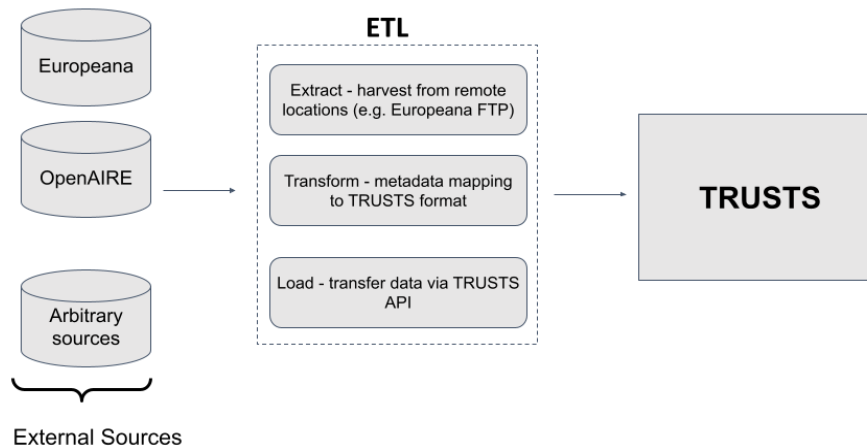 ETL
Europeana
OpenAIRE
Arbitrary
sources
External Sources
Extract - harvest from remote
locations (e.g. Europeana FTP)
Transform - metadata mapping
to TRUSTS format
Load - transfer data via TRUSTS
API
TRUSTS